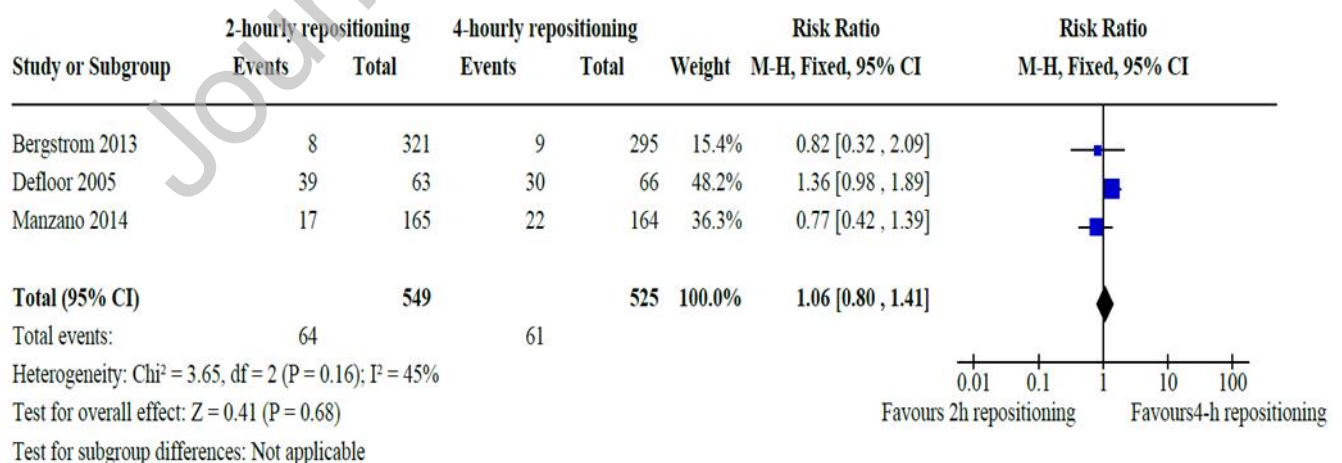 Journ
2-hourly repositioning 4-hourly repositioning Risk Ratio Risk Ratio
Study or Subgroup Events Total Events Total Weight M-H, Fixed, 95% CI M-H, Fixed, 95% CI
Bergstrom 2013 8 321 9 295 15.4% 0.82 [0.32 , 2.09]
Defloor 2005 39 63 30 66 48.2% 1.36 [0.98 , 1.89]
Manzano 2014 17 165 22 164 36.3% 0.77 [0.42 , 1.39]
Total (95% CI) 549 525 100.0% 1.06 [0.80 , 1.41]
Total events: 64 61
Heterogeneity: Chi² = 3.65, df = 2 (P = 0.16); I² = 45%
Test for overall effect: Z = 0.41 (P = 0.68)
Test for subgroup differences: Not applicable
0.01 0.1 1 10 100
Favours 2h repositioning Favours4-h repositioning